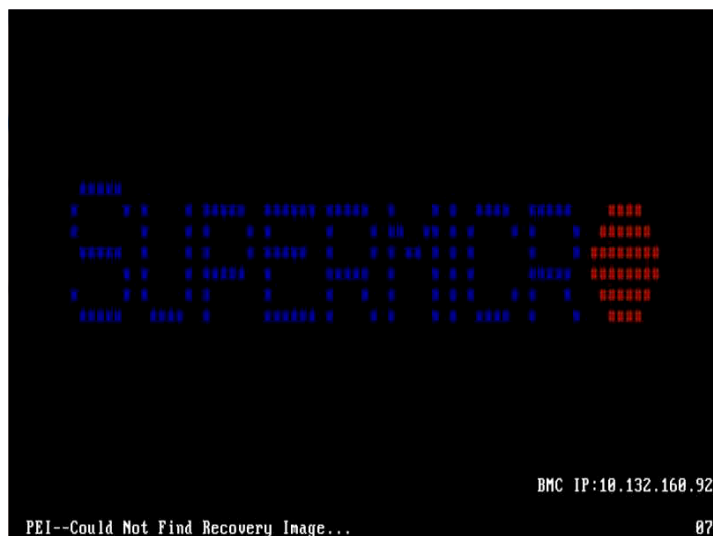 SUPERMICR
BMC IP:10.132.160.92
PEI--Could Not Find Recovery Image...
07